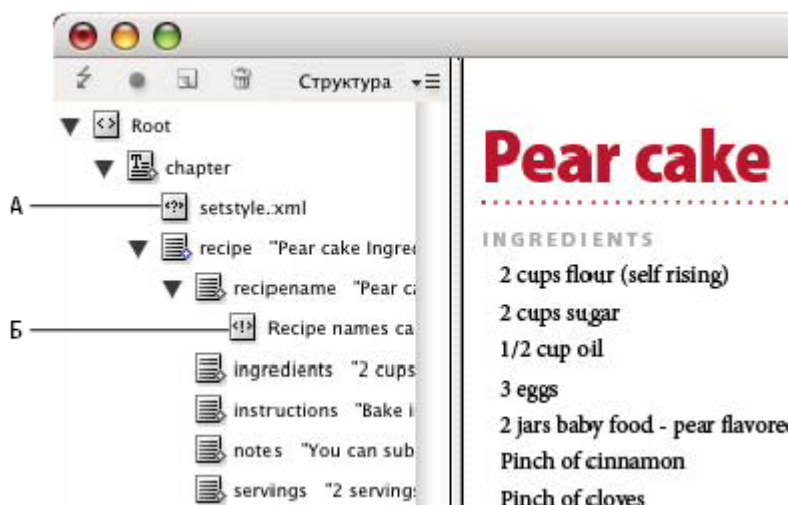 Структура
Root
chapter
А
setstyle.xml
recipe "Pear cake Ingre
recipename "Pear c
Б
Recipe names ca
ingredients "2 cups
instructions "Bake i
notes "You can sub
servings "2 serving
Pear cake
INGREDIENTS
2 cups flour (self rising)
2 cups sugar
1/2 cup oil
3 eggs
2 jars baby food - pear flavored
Pinch of cinnamon
Pinch of cloves